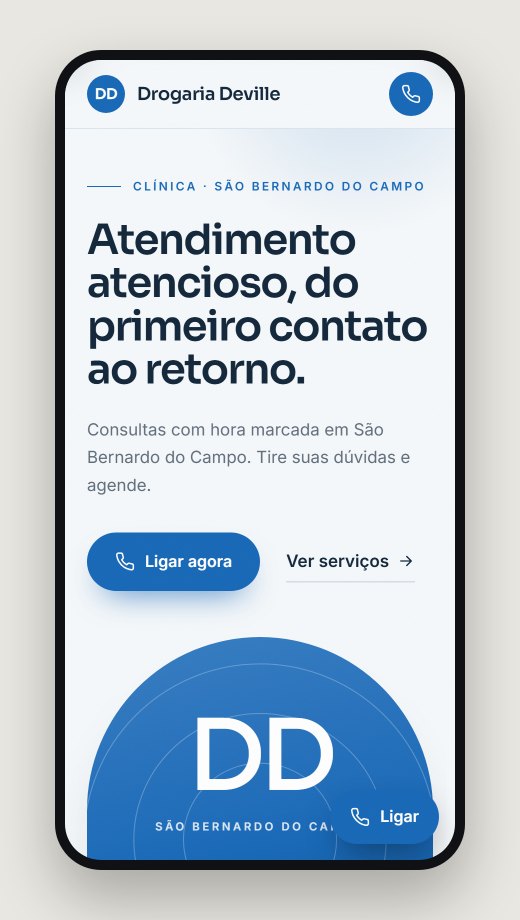 DD Drogaria Deville
CLÍNICA · SÃO BERNARDO DO CAMPO
Atendimento
atencioso, do
primeiro contato
ao retorno.
Consultas com hora marcada em São
Bernardo do Campo. Tire suas dúvidas e
agende.
Ligar agora Ver serviços →
DD
SÃO BERNARDO DO
Ligar